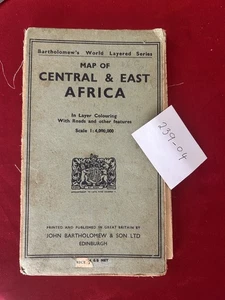 Bartholomew's World Layered Series
MAP OF
CENTRAL & EAST
AFRICA
In Layer Colouring
With Roads and other features
Scale 1:4,000,000
239-04
PRINTED AND PUBLISHED IN GREAT BRITAIN BY
JOHN BARTHOLOMEW & SON LTD
EDINBURGH